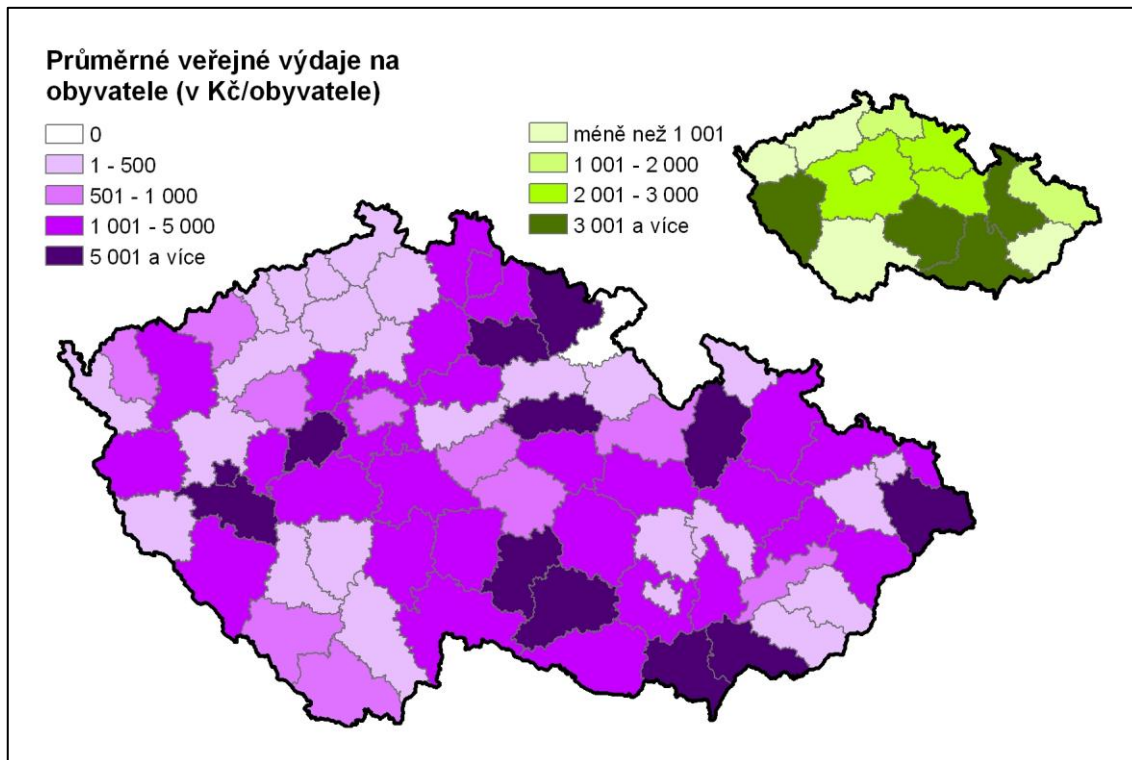 Průměrné veřejné výdaje na
obyvatele (v Kč/obyvatele)
0
1 - 500
501 - 1 000
1 001 - 5 000
5 001 a více
méně než 1 001
1 001 - 2 000
2 001 - 3 000
3 001 a více